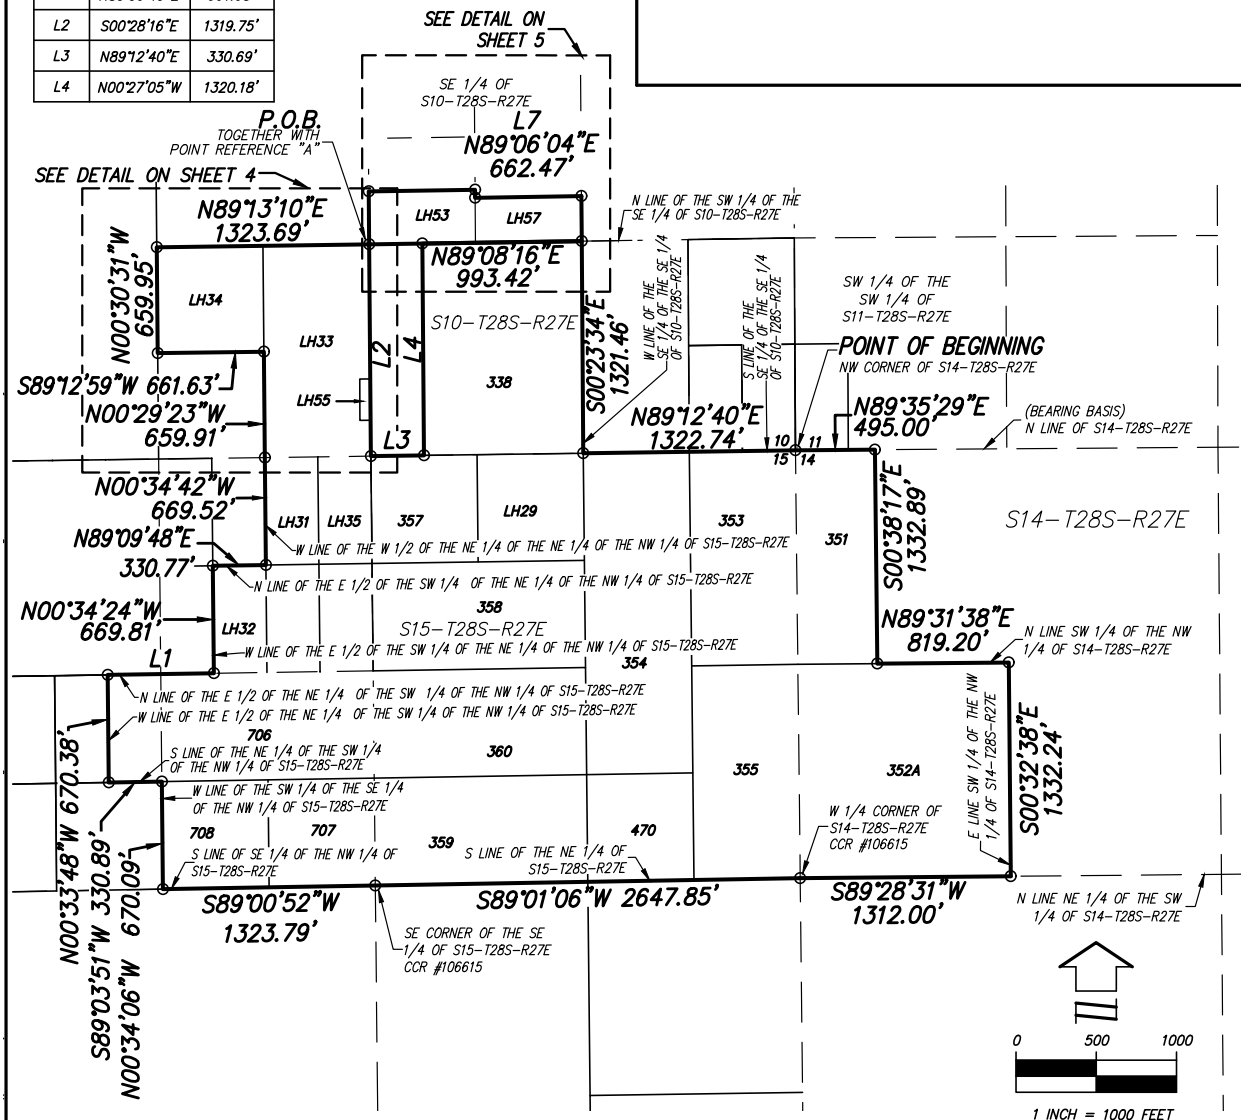 L2 S00°28'16"E 1319.75'
L3 N89°12'40"E 330.69'
L4 N00°27'05"W 1320.18'
SEE DETAIL ON
SHEET 5
SE 1/4 OF
S10-T28S-R27E
L7
N89°06'04"E
662.47'
P.O.B.
TOGETHER WITH
POINT REFERENCE "A"
SEE DETAIL ON SHEET 4
N89°13'10"E
1323.69'
LH53
LH57
N LINE OF THE SW 1/4 OF THE
SE 1/4 OF S10-T28S-R27E
N89°08'16"E
993.42'
N00°30'31"W
659.95'
LH34
LH33
S10-T28S-R27E
L2
L4
338
S00°23'34"E
1321.46'
W LINE OF THE
SE 1/4 OF THE SE 1/4
OF S10-T28S-R27E
S LINE OF THE
SE 1/4 OF THE SE 1/4
OF S10-T28S-R27E
SW 1/4 OF THE
SW 1/4 OF
S11-T28S-R27E
POINT OF BEGINNING
NW CORNER OF S14-T28S-R27E
S89°12'59"W 661.63'
LH55
N00°29'23"W
659.91'
L3
N89°12'40"E
1322.74'
N89°35'29"E
495.00'
(BEARING BASIS)
N LINE OF S14-T28S-R27E
10 11
15 14
N00°34'42"W
669.52'
LH31
LH35
357
LH29
353
351
S00°38'17"E
1332.89'
S14-T28S-R27E
N89°09'48"E
330.77'
W LINE OF THE W 1/2 OF THE NE 1/4 OF THE NE 1/4 OF THE NW 1/4 OF S15-T28S-R27E
N LINE OF THE E 1/2 OF THE SW 1/4 OF THE NE 1/4 OF THE NW 1/4 OF S15-T28S-R27E
N00°34'24"W
669.81'
LH32
358
S15-T28S-R27E
W LINE OF THE E 1/2 OF THE SW 1/4 OF THE NE 1/4 OF THE NW 1/4 OF S15-T28S-R27E
354
N89°31'38"E
819.20'
N LINE SW 1/4 OF THE NW
1/4 OF S14-T28S-R27E
L1
N LINE OF THE E 1/2 OF THE NE 1/4 OF THE SW 1/4 OF THE NW 1/4 OF S15-T28S-R27E
W LINE OF THE E 1/2 OF THE NE 1/4 OF THE SW 1/4 OF THE NW 1/4 OF S15-T28S-R27E
706
S LINE OF THE NE 1/4 OF THE SW 1/4
OF THE NW 1/4 OF S15-T28S-R27E
360
355
352A
E LINE SW 1/4 OF THE NW
1/4 OF S14-T28S-R27E
S00°32'38"E
1332.24'
W LINE OF THE SW 1/4 OF THE SE 1/4
OF THE NW 1/4 OF S15-T28S-R27E
W 1/4 CORNER OF
S14-T28S-R27E
CCR #106615
708
707
359
470
S LINE OF SE 1/4 OF THE NW 1/4 OF
S15-T28S-R27E
S LINE OF THE NE 1/4 OF
S15-T28S-R27E
N00°33'48"W 670.38'
S89°03'51"W 330.89'
N00°34'06"W 670.09'
S89°00'52"W
1323.79'
S89°01'06"W 2647.85'
S89°28'31"W
1312.00'
N LINE NE 1/4 OF THE SW
1/4 OF S14-T28S-R27E
SE CORNER OF THE SE
1/4 OF S15-T28S-R27E
CCR #106615
N
0 500 1000
1 INCH = 1000 FEET